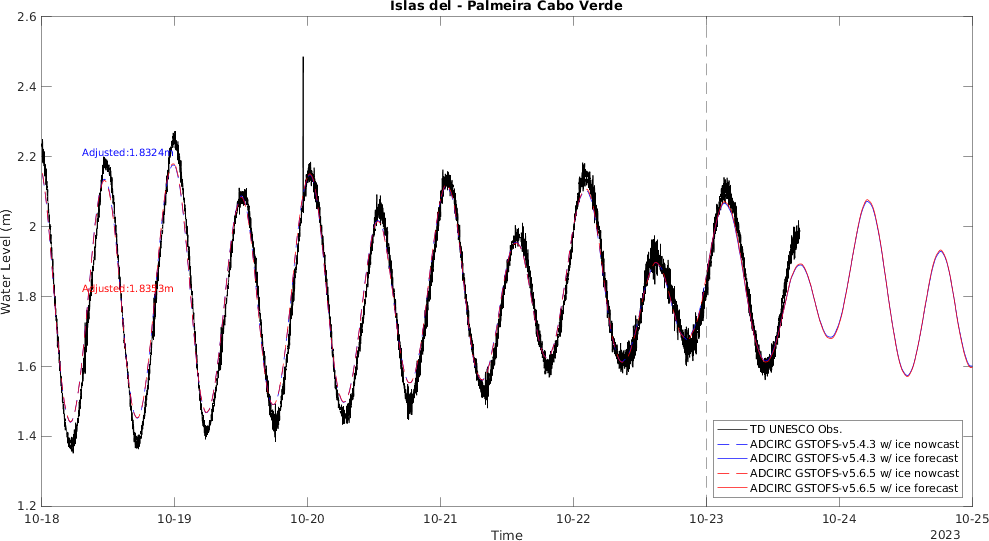 Islas del - Palmeira Cabo Verde
2.6
2.4
2.2
2
1.8
1.6
1.4
1.2
Water Level (m)
Adjusted:1.8324m
Adjusted:1.8353m
TD UNESCO Obs.
ADCIRC GSTOFS-v5.4.3 w/ ice nowcast
ADCIRC GSTOFS-v5.4.3 w/ ice forecast
ADCIRC GSTOFS-v5.6.5 w/ ice nowcast
ADCIRC GSTOFS-v5.6.5 w/ ice forecast
10-18 10-19 10-20 10-21 10-22 10-23 10-24 10-25
Time
2023